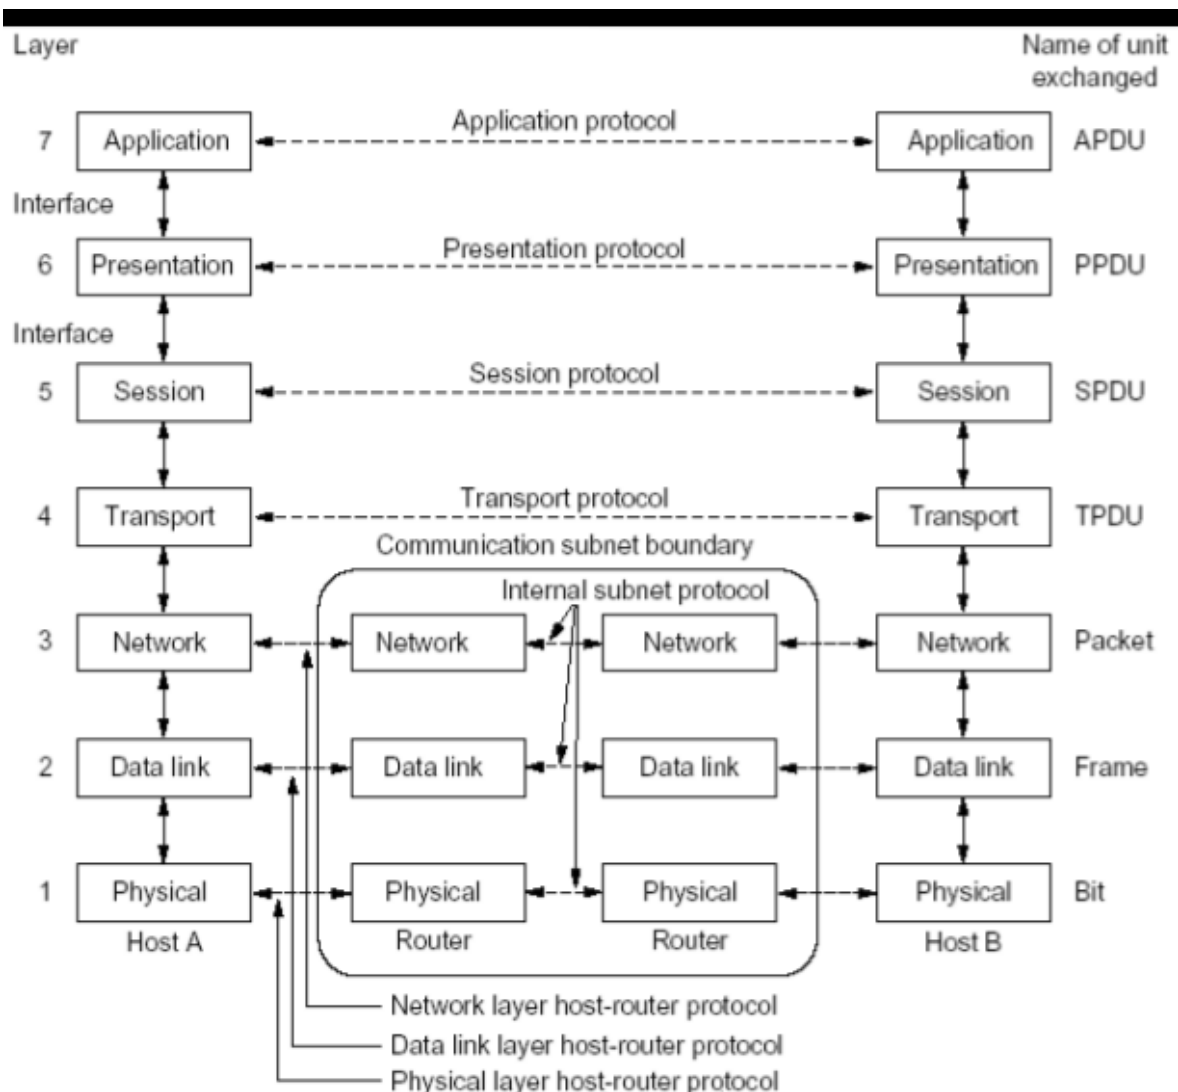 Layer
Name of unit
exchanged
Application protocol
7 Application Application APDU
Interface
Presentation protocol
6 Presentation Presentation PPDU
Interface
Session protocol
5 Session Session SPDU
Transport protocol
4 Transport Transport TPDU
Communication subnet boundary
Internal subnet protocol
3 Network Network Network Network Packet
2 Data link Data link Data link Data link Frame
1 Physical Physical Physical Physical Bit
Host A Router Router Host B
Network layer host-router protocol
Data link layer host-router protocol
Physical layer host-router protocol